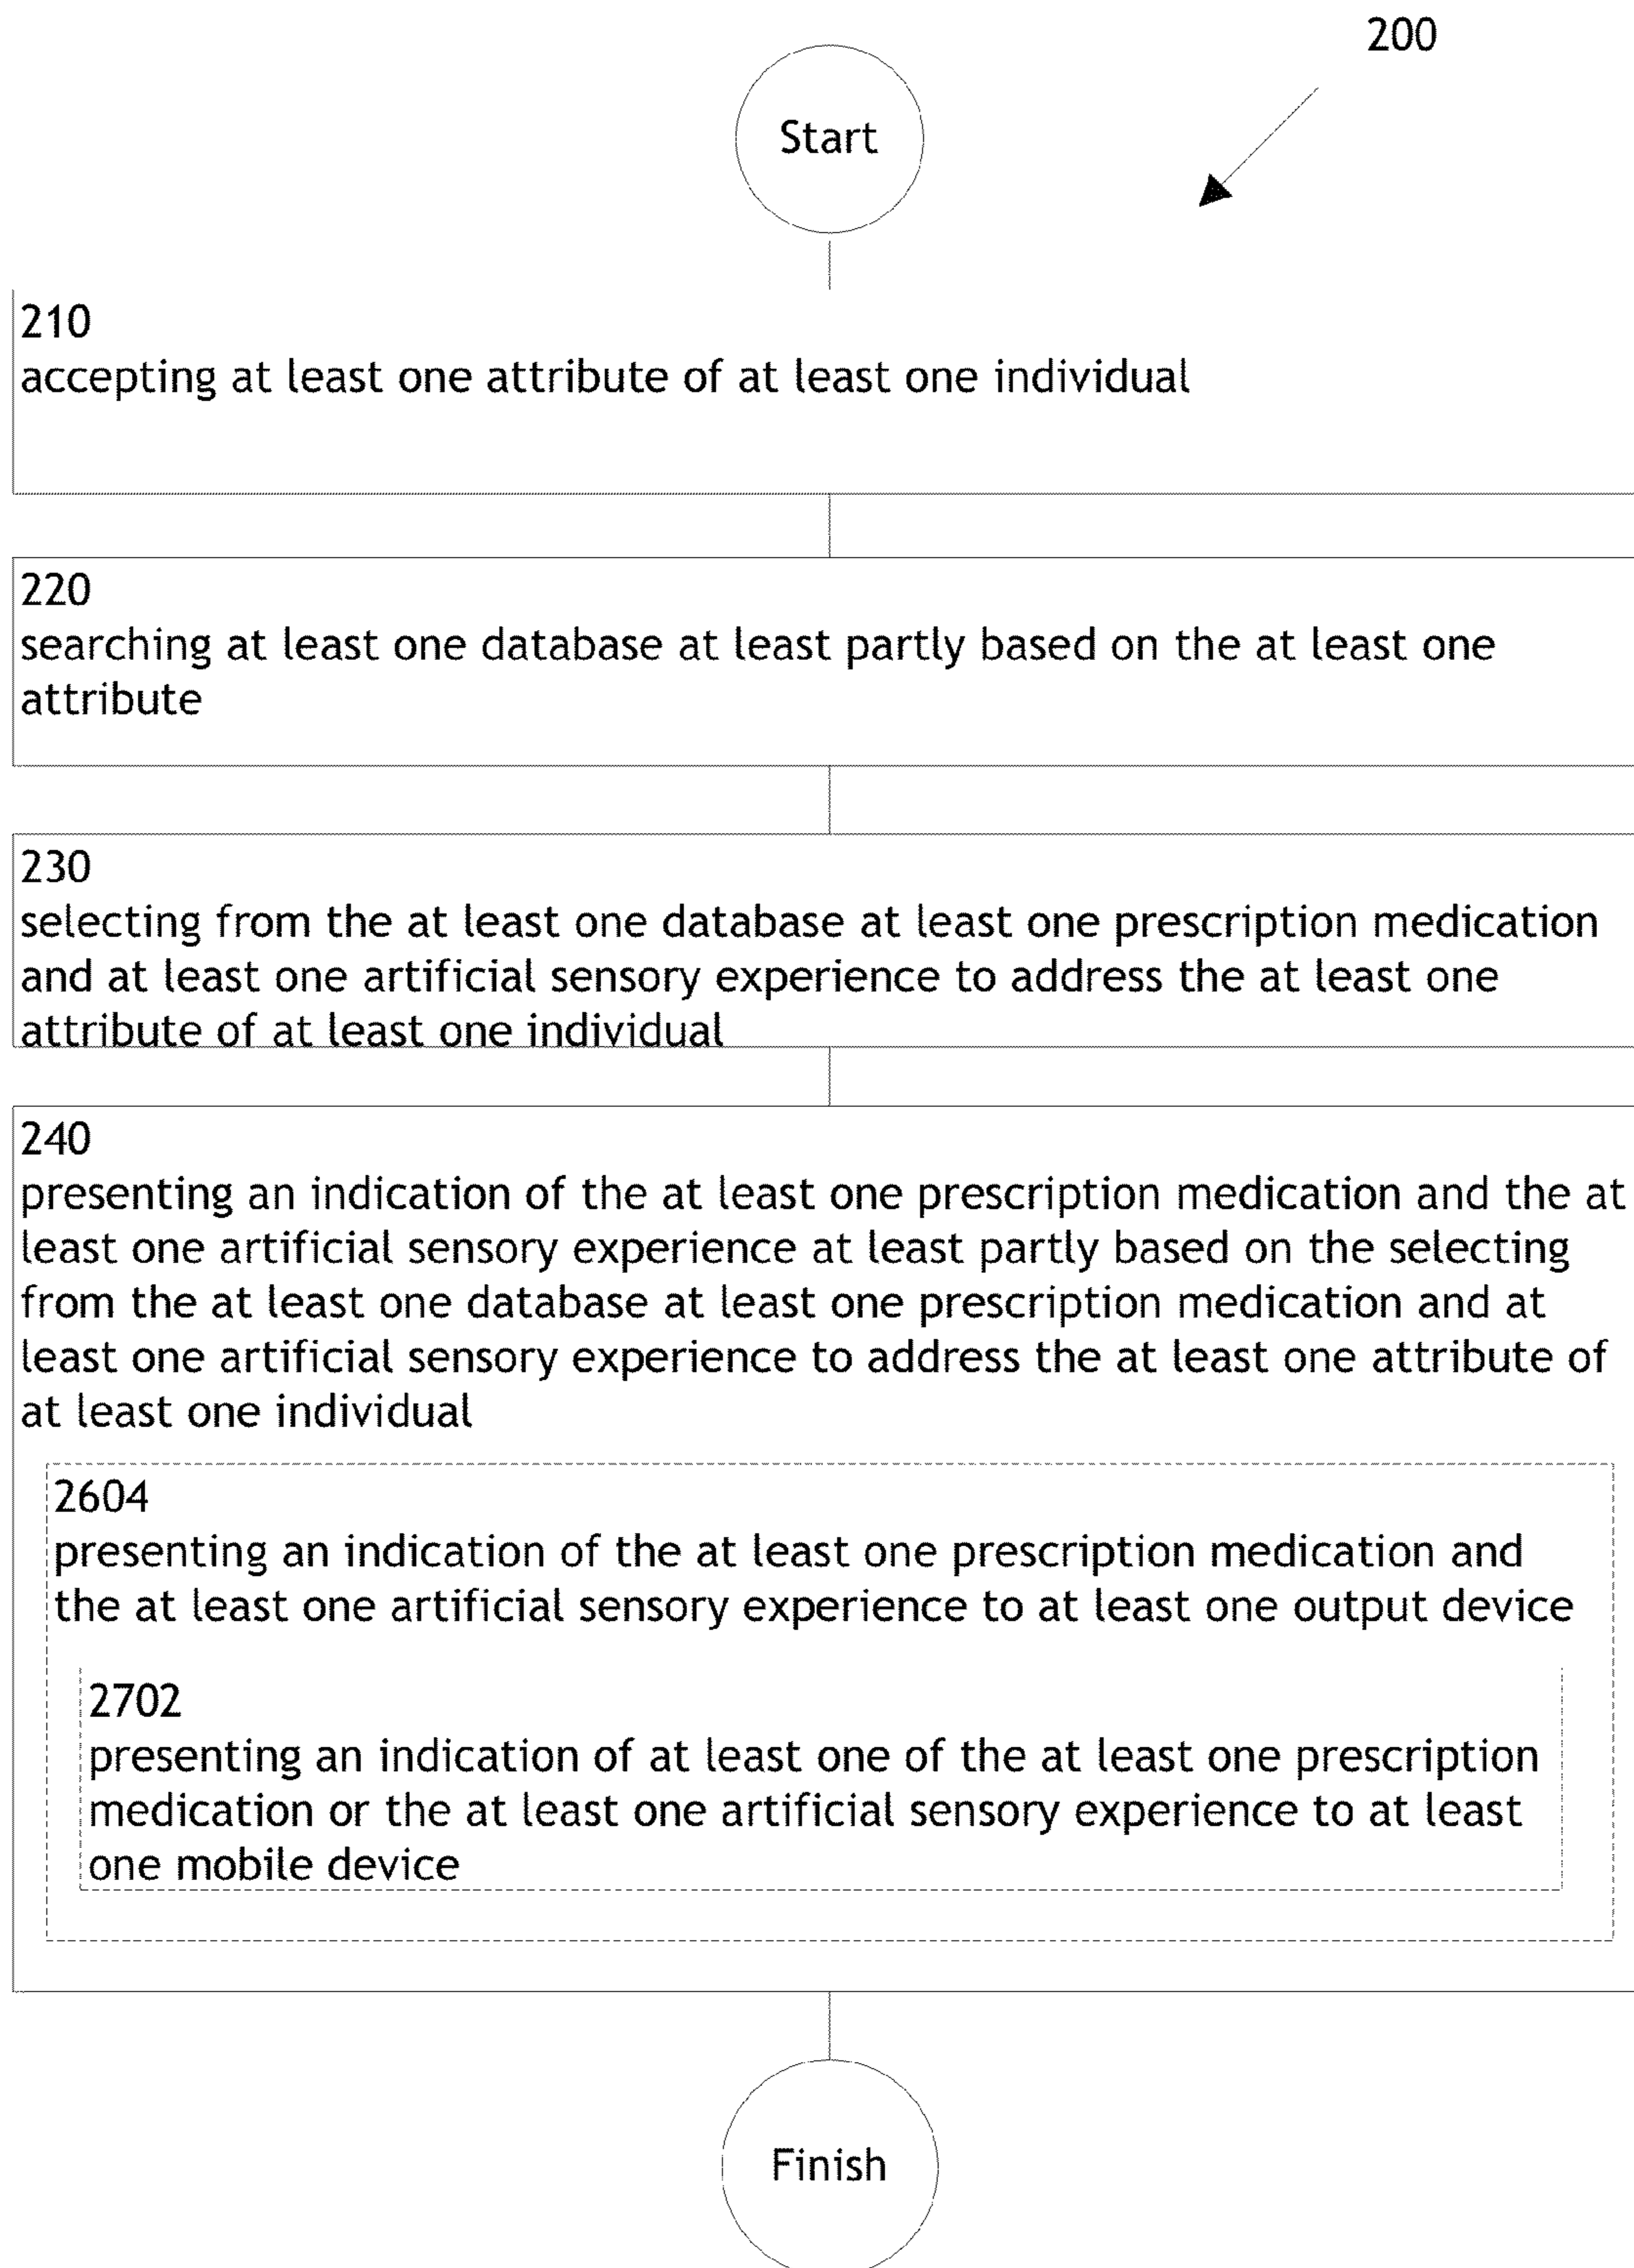 200
Start
210
accepting at least one attribute of at least one individual
220
searching at least one database at least partly based on the at least one
attribute
230
selecting from the at least one database at least one prescription medication
and at least one artificial sensory experience to address the at least one
attribute of at least one individual
240
presenting an indication of the at least one prescription medication and the at
least one artificial sensory experience at least partly based on the selecting
from the at least one database at least one prescription medication and at
least one artificial sensory experience to address the at least one attribute of
at least one individual
2604
presenting an indication of the at least one prescription medication and
the at least one artificial sensory experience to at least one output device
2702
presenting an indication of at least one of the at least one prescription
medication or the at least one artificial sensory experience to at least
one mobile device
Finish